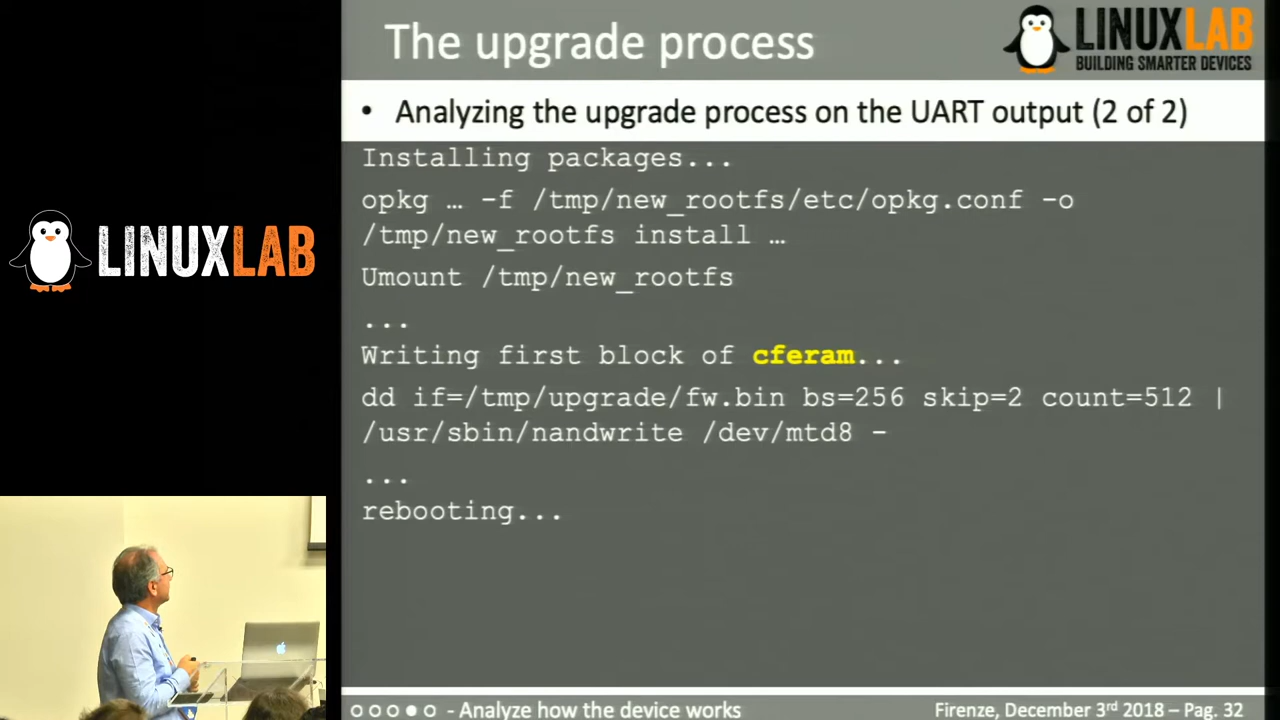 The upgrade process
LINUXLAB
BUILDING SMARTER DEVICES
• Analyzing the upgrade process on the UART output (2 of 2)
Installing packages...
opkg … -f /tmp/new_rootfs/etc/opkg.conf -o
/tmp/new_rootfs install …
Umount /tmp/new_rootfs
...
Writing first block of cferam...
dd if=/tmp/upgrade/fw.bin bs=256 skip=2 count=512 |
/usr/sbin/nandwrite /dev/mtd8 -
...
rebooting...
LINUXLAB
- Analyze how the device works
Firenze, December 3rd 2018 – Pag. 32